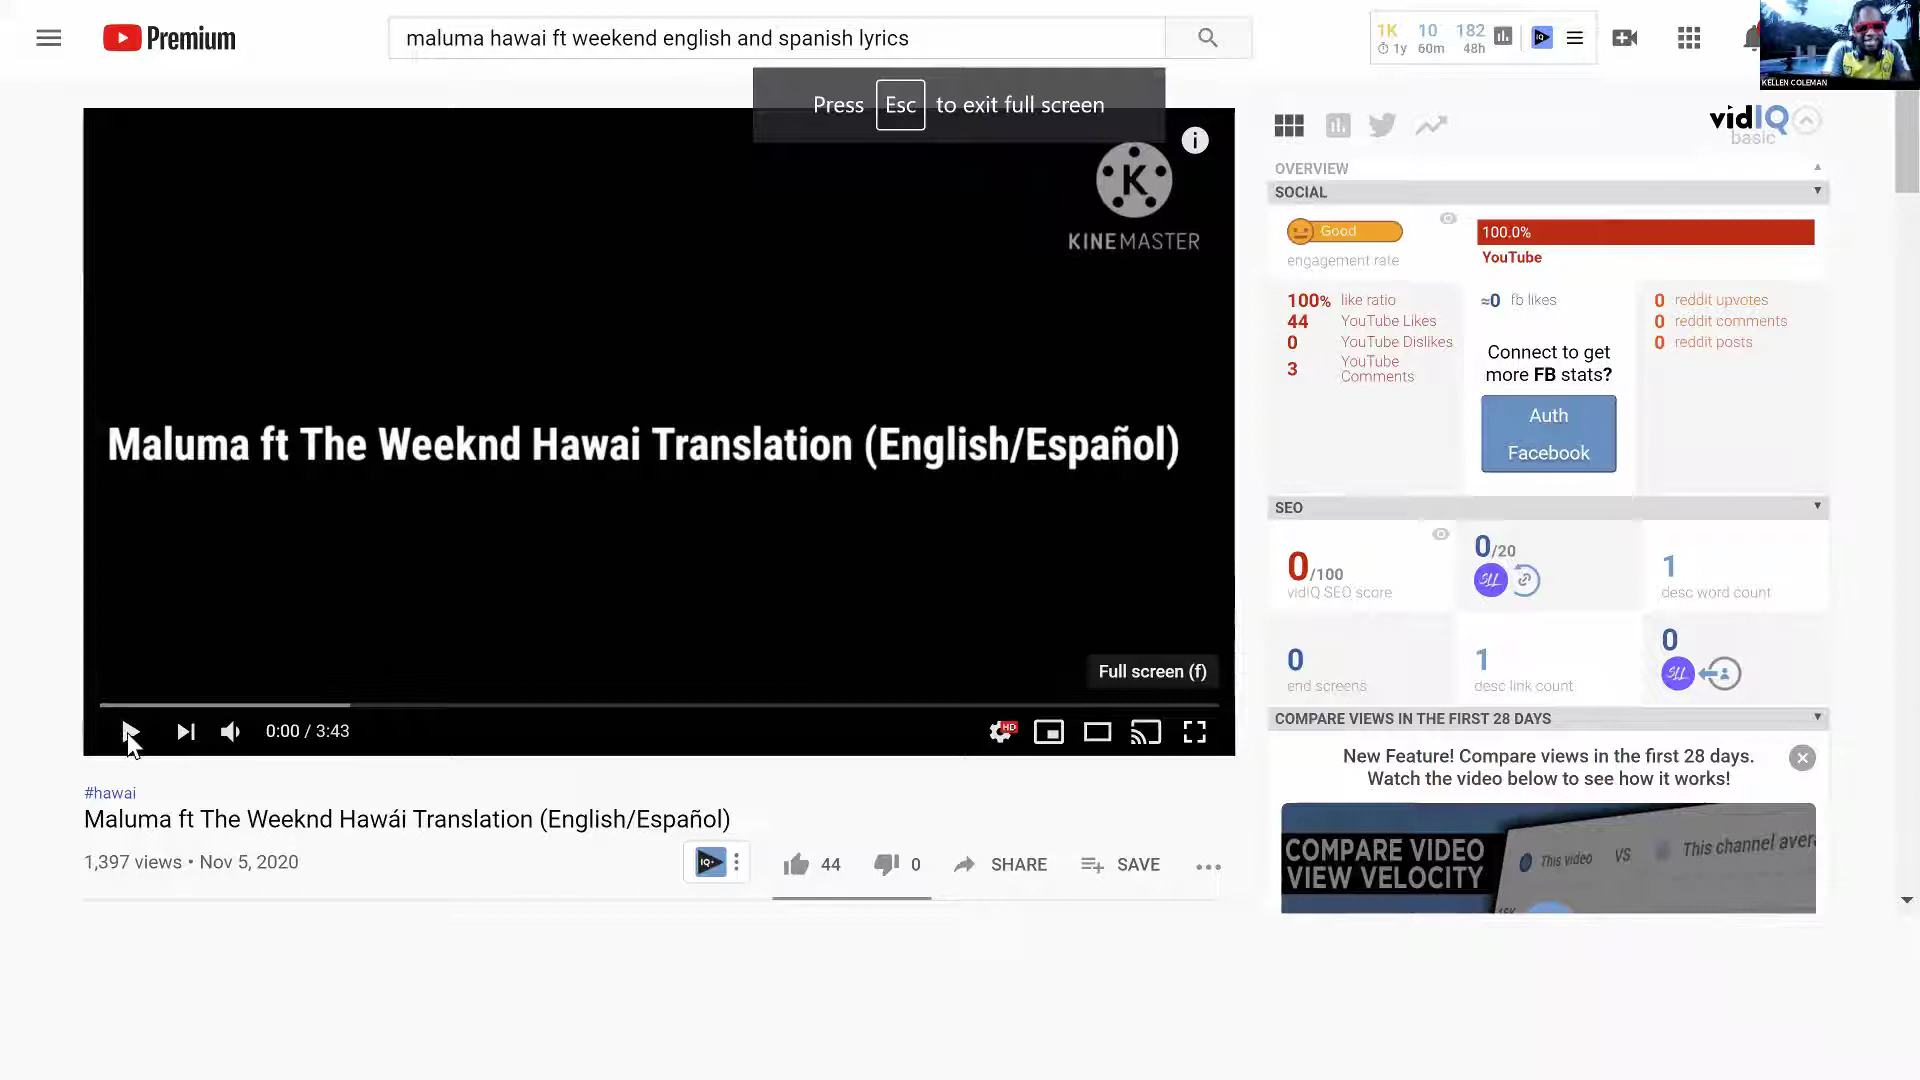 Premium
maluma hawai ft weekend english and spanish lyrics
1K 10 182
1y 60m 48h
KELLEN COLEMAN
Press Esc to exit full screen
K
KINEMASTER
Maluma ft The Weeknd Hawai Translation (English/Español)
Full screen (f)
0:00 / 3:43
HD
#hawai
Maluma ft The Weeknd Hawái Translation (English/Español)
1,397 views • Nov 5, 2020
IQ+
44
0
SHARE
SAVE
vidIQ
basic
OVERVIEW
SOCIAL
Good
engagement rate
100.0%
YouTube
100% like ratio
44 YouTube Likes
0 YouTube Dislikes
3 YouTube
Comments
≈0 fb likes
Connect to get
more FB stats?
Auth
Facebook
0 reddit upvotes
0 reddit comments
0 reddit posts
SEO
0/100
vidIQ SEO score
0/20
1
desc word count
0
end screens
1
desc link count
0
COMPARE VIEWS IN THE FIRST 28 DAYS
New Feature! Compare views in the first 28 days.
Watch the video below to see how it works!
COMPARE VIDEO
VIEW VELOCITY
This video VS This channel aver
15K